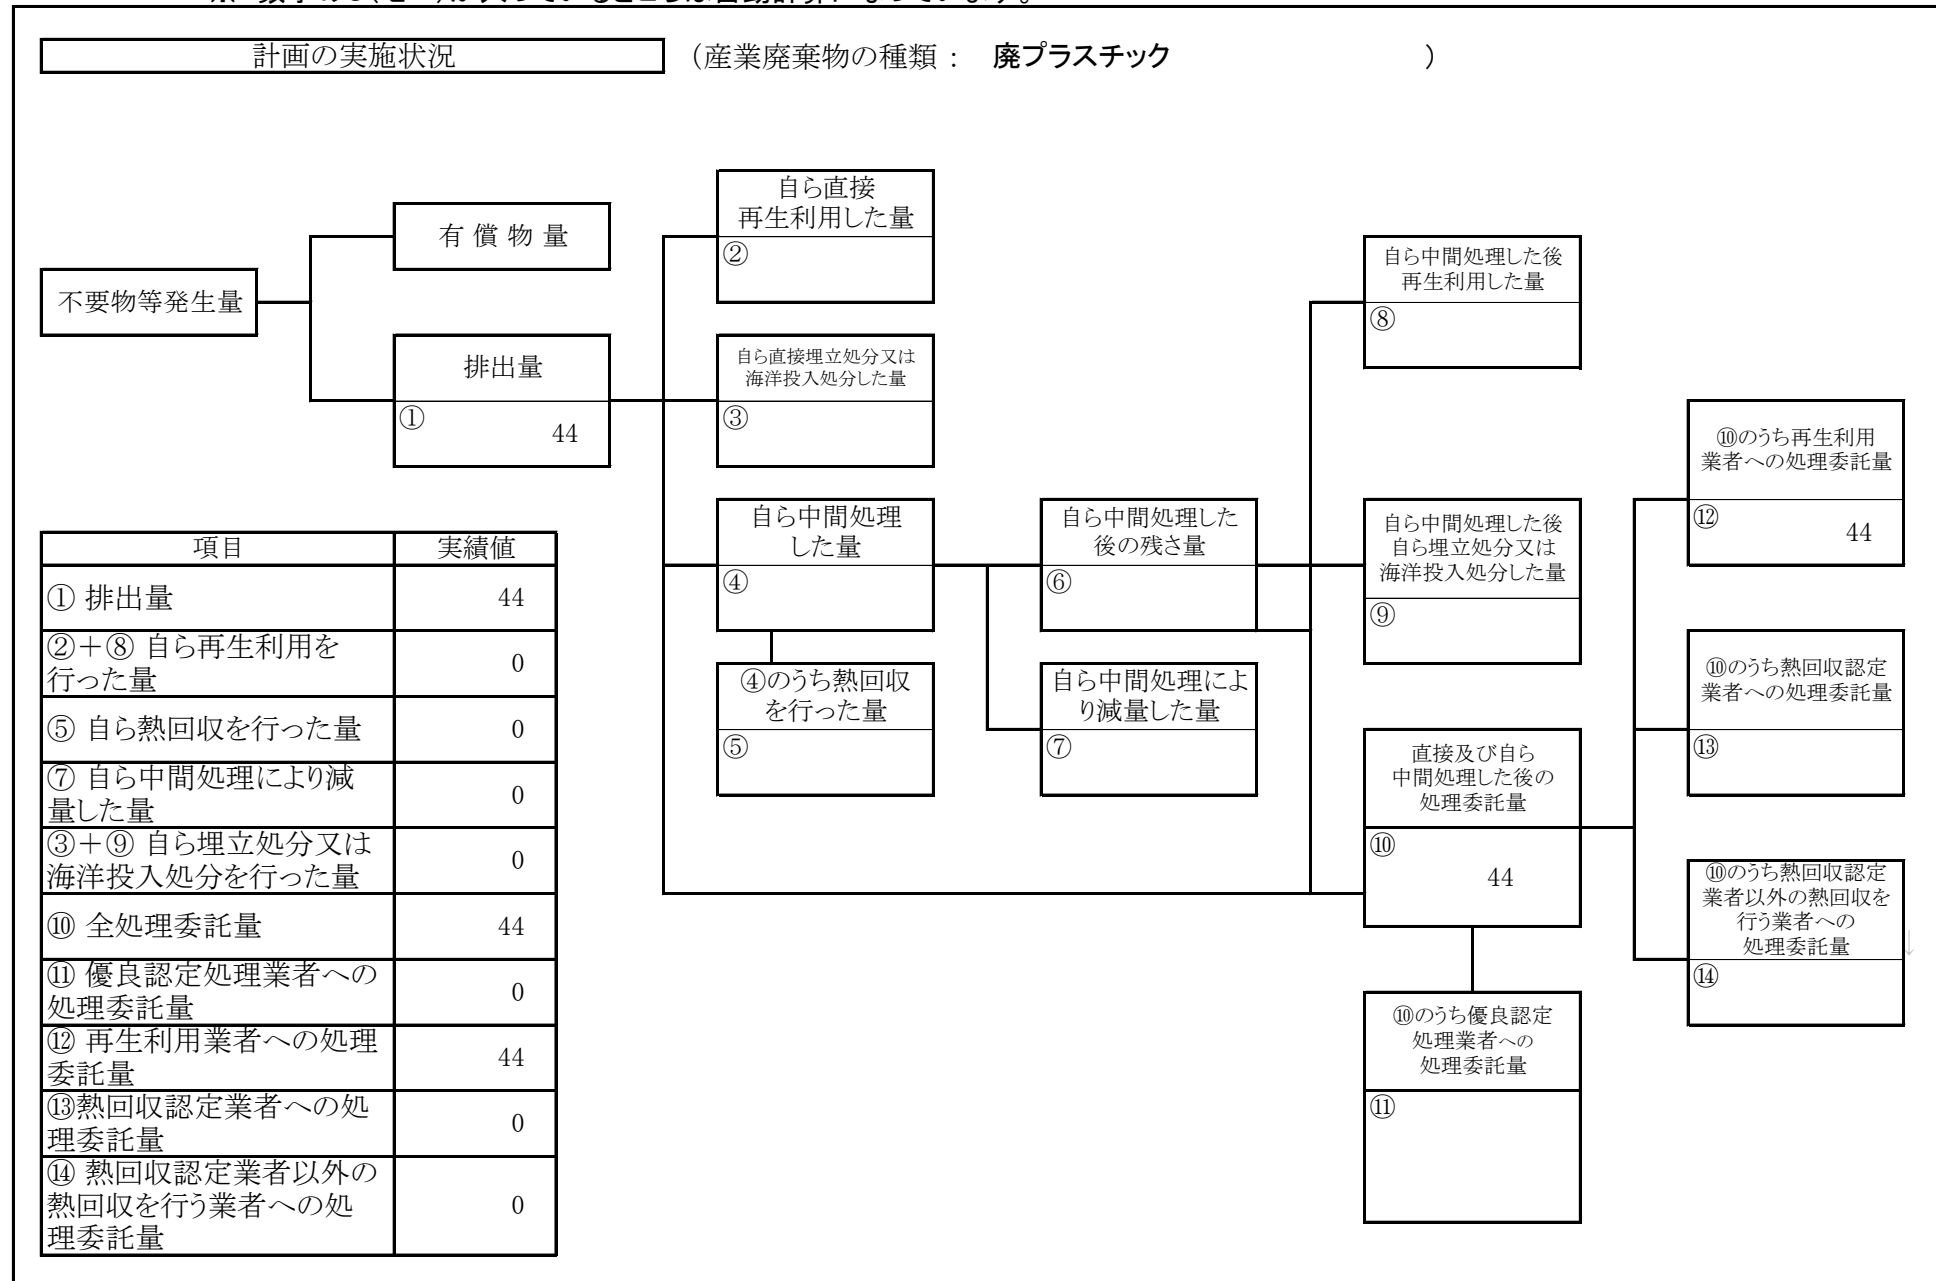 計画の実施状況
（産業廃棄物の種類： 廃プラスチック ）
自ら直接
再生利用した量
②
有償物量
不要物等発生量
自ら中間処理した後
再生利用した量
⑧
排出量
① 44
自ら直接埋立処分又は
海洋投入処分した量
③
⑩のうち再生利用
業者への処理委託量
⑫ 44
自ら中間処理
した量
④
自ら中間処理した
後の残さ量
⑥
自ら中間処理した後
自ら埋立処分又は
海洋投入処分した量
⑨
④のうち熱回収
を行った量
⑤
自ら中間処理によ
り減量した量
⑦
⑩のうち熱回収認定
業者への処理委託量
⑬
直接及び自ら
中間処理した後の
処理委託量
⑩
44
⑩のうち熱回収認定
業者以外の熱回収を
行う業者への
処理委託量
⑭
⑩のうち優良認定
処理業者への
処理委託量
⑪
項目 実績値
① 排出量 44
②＋⑧ 自ら再生利用を
行った量 0
⑤ 自ら熱回収を行った量 0
⑦ 自ら中間処理により減
量した量 0
③＋⑨ 自ら埋立処分又は
海洋投入処分を行った量 0
⑩ 全処理委託量 44
⑪ 優良認定処理業者への
処理委託量 0
⑫ 再生利用業者への処理
委託量 44
⑬熱回収認定業者への処
理委託量 0
⑭ 熱回収認定業者以外の
熱回収を行う業者への処
理委託量 0